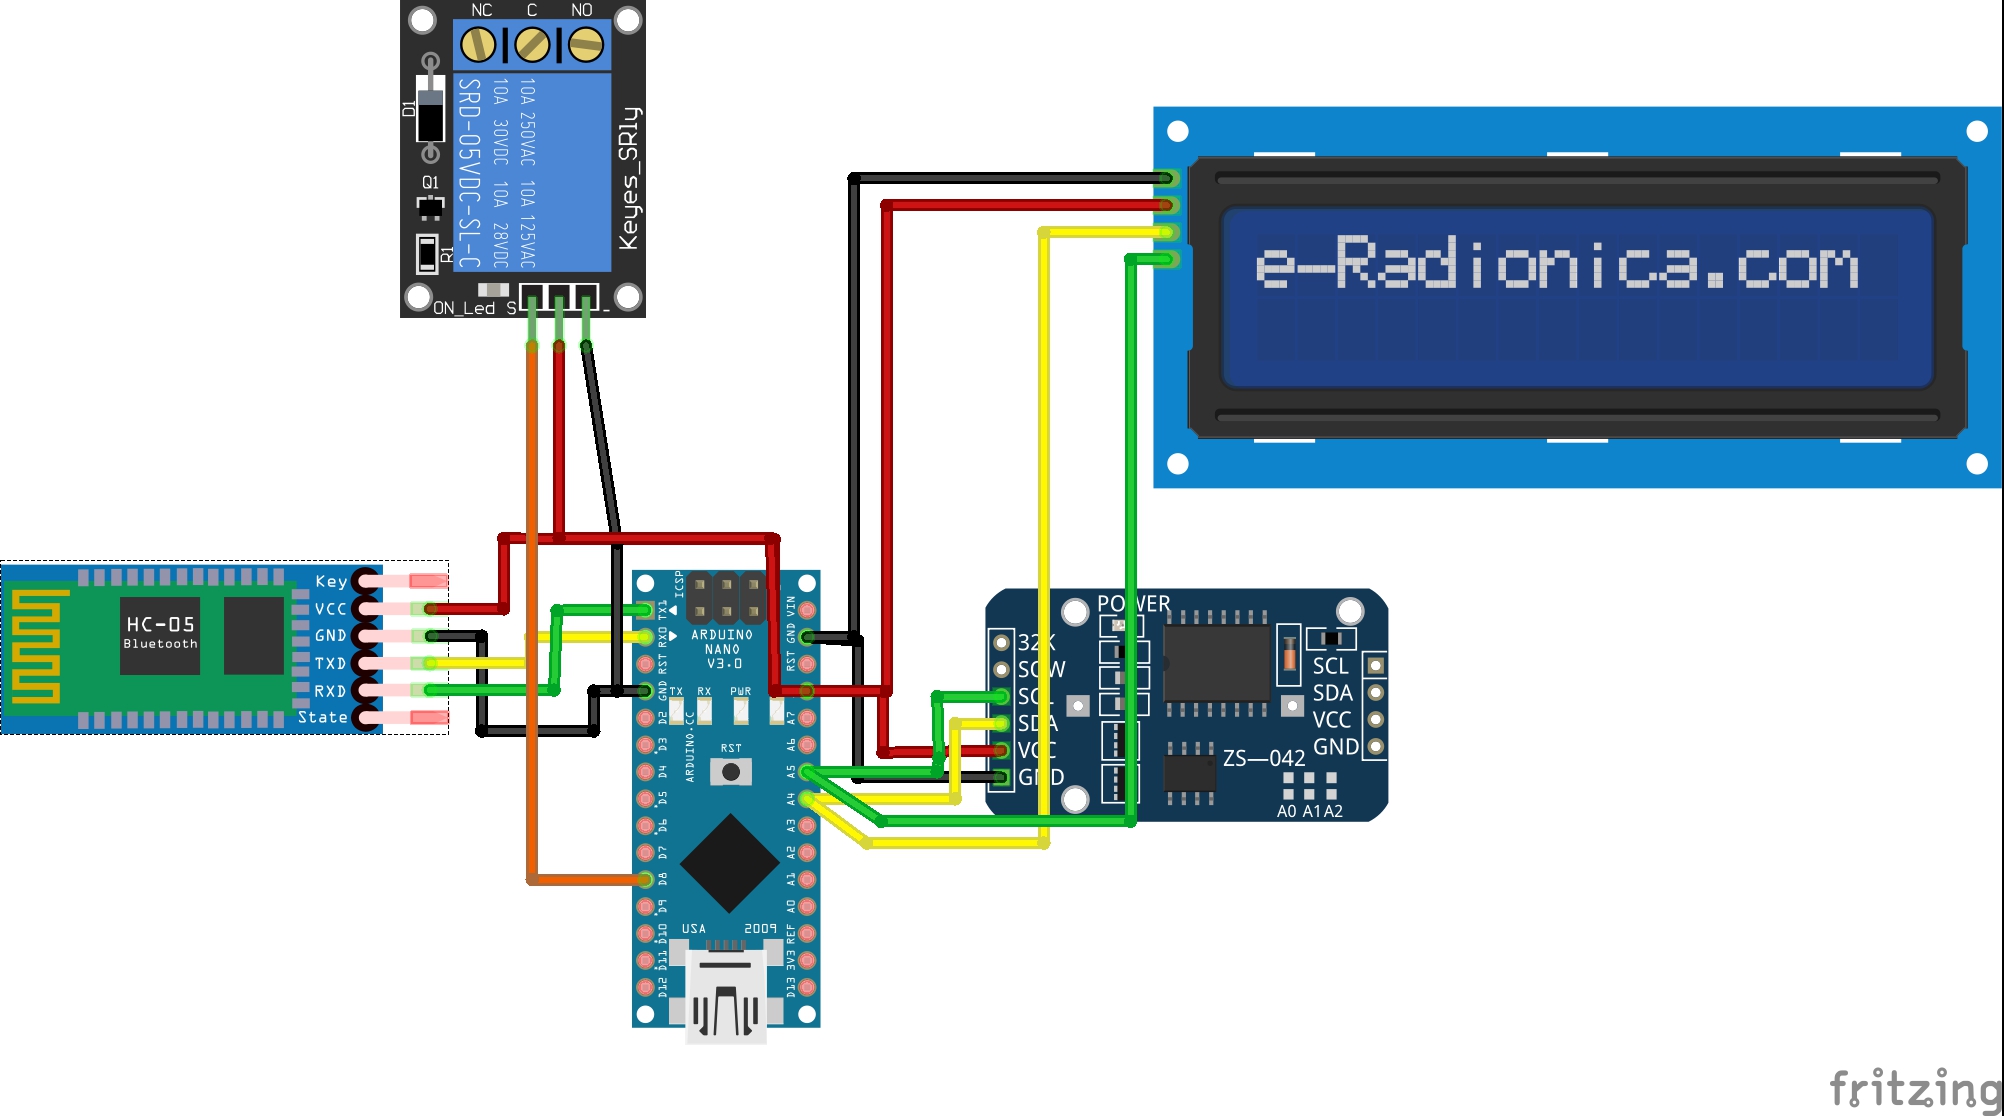 NC C NO
D1
SRD-05VDC-SL-C
10A 30VDC 10A 28VDC
10A 250VAC 10A 125VAC
Keyes_SRly
Q1
R1
ON_Led S -
e-Radionica.com
HC-05
Bluetooth
Key
VCC
GND
TXD
RXD
State
ICSP
ARDUINO
NANO
V3.0
TX RX PWR
ARDUINO.CC
RST
USA 2009
TX1
RX0
RST
GND
D2
D3
D4
D5
D6
D7
D8
D9
D10
D11
D12
VIN
GND
RST
A7
A6
A5
A4
A3
A2
A1
A0
REF
3V3
D13
POWER
32K
SQW
SCL
SDA
VCC
GND
SCL
SDA
VCC
GND
ZS-042
A0 A1 A2
fritzing